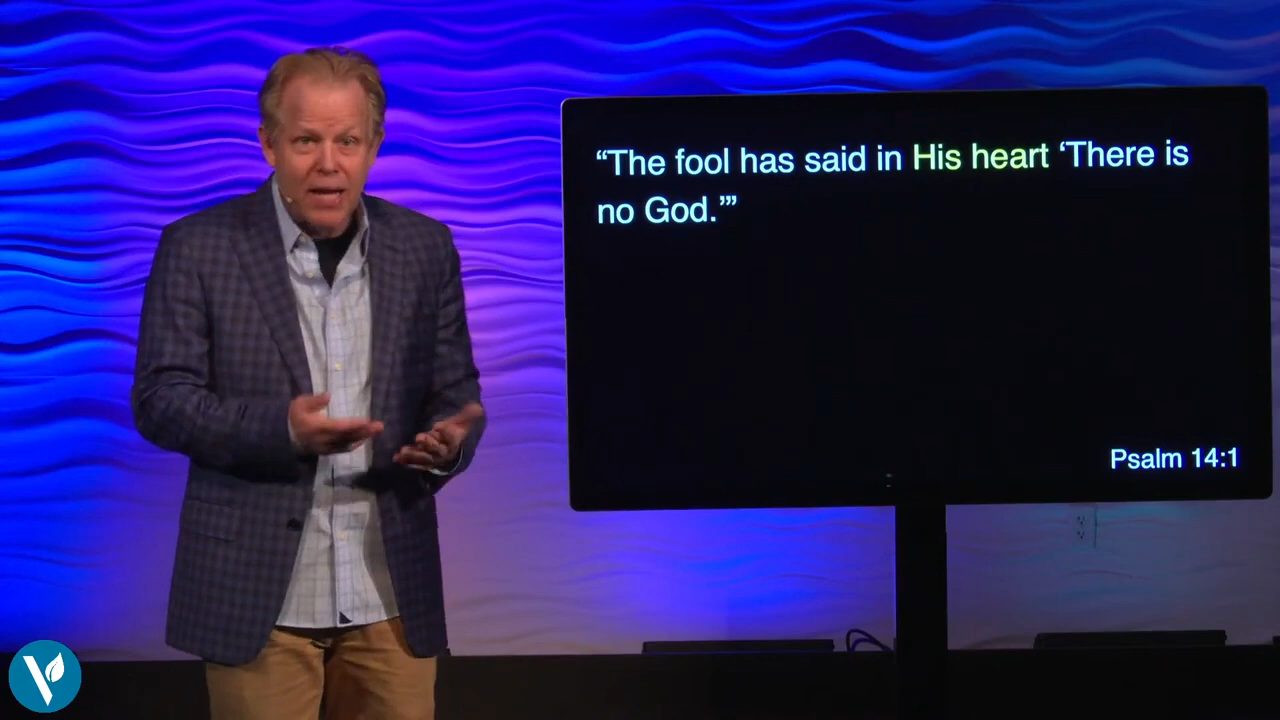 “The fool has said in His heart ‘There is
no God.’”
Psalm 14:1